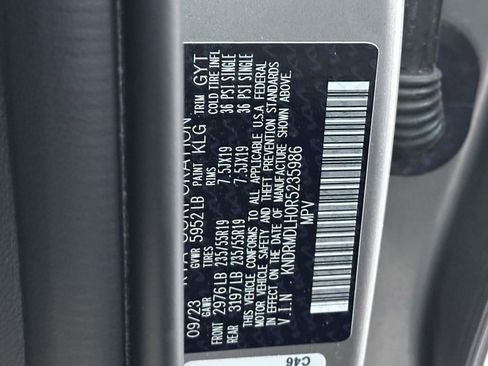 KIA CORPORATION
09/23 GVWR 5952 LB PAINT KLG TRIM GYT
GAWR TIRES RIMS COLD TIRE INFL
FRONT 2976 LB 235/55R19 7.5JX19 36 PSI SINGLE
REAR 3197 LB 235/55R19 7.5JX19 36 PSI SINGLE
THIS VEHICLE CONFORMS TO ALL APPLICABLE U.S.A FEDERAL
MOTOR VEHICLE SAFETY AND THEFT PREVENTION STANDARDS
IN EFFECT ON THE DATE OF MANUFACTURE SHOWN ABOVE.
V.I.N KNDRMDLH0R5235986
MPV
C46